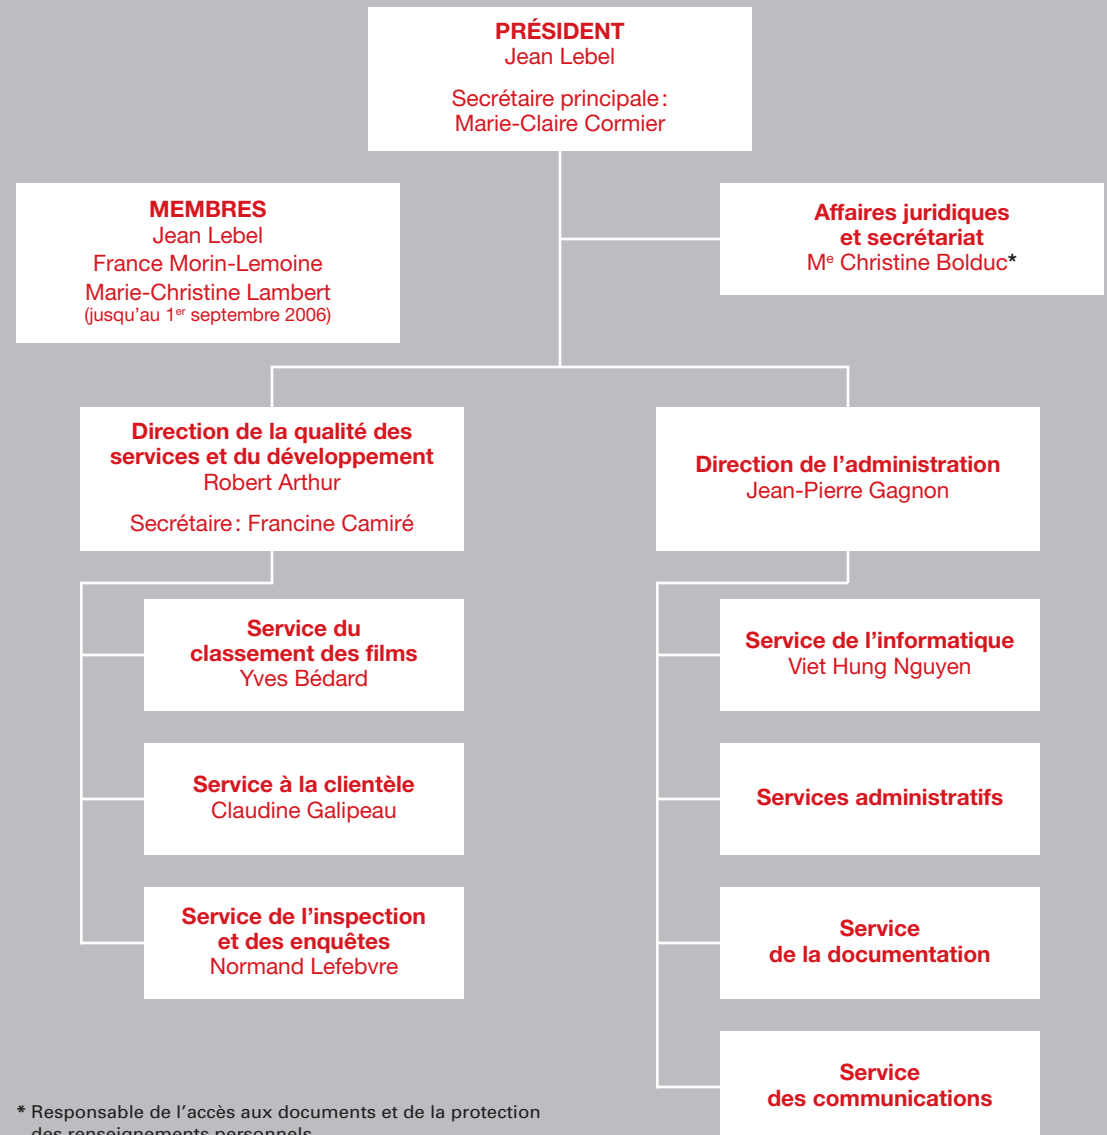 PRÉSIDENT
Jean Lebel
Secrétaire principale :
Marie-Claire Cormier
MEMBRES
Jean Lebel
France Morin-Lemoine
Marie-Christine Lambert
(jusqu'au 1er septembre 2006)
Affaires juridiques
et secrétariat
Me Christine Bolduc*
Direction de la qualité des
services et du développement
Robert Arthur
Secrétaire : Francine Camiré
Direction de l'administration
Jean-Pierre Gagnon
Service du
classement des films
Yves Bédard
Service à la clientèle
Claudine Galipeau
Service de l'inspection
et des enquêtes
Normand Lefebvre
Service de l'informatique
Viet Hung Nguyen
Services administratifs
Service
de la documentation
Service
des communications
* Responsable de l'accès aux documents et de la protection
des renseignements personnels